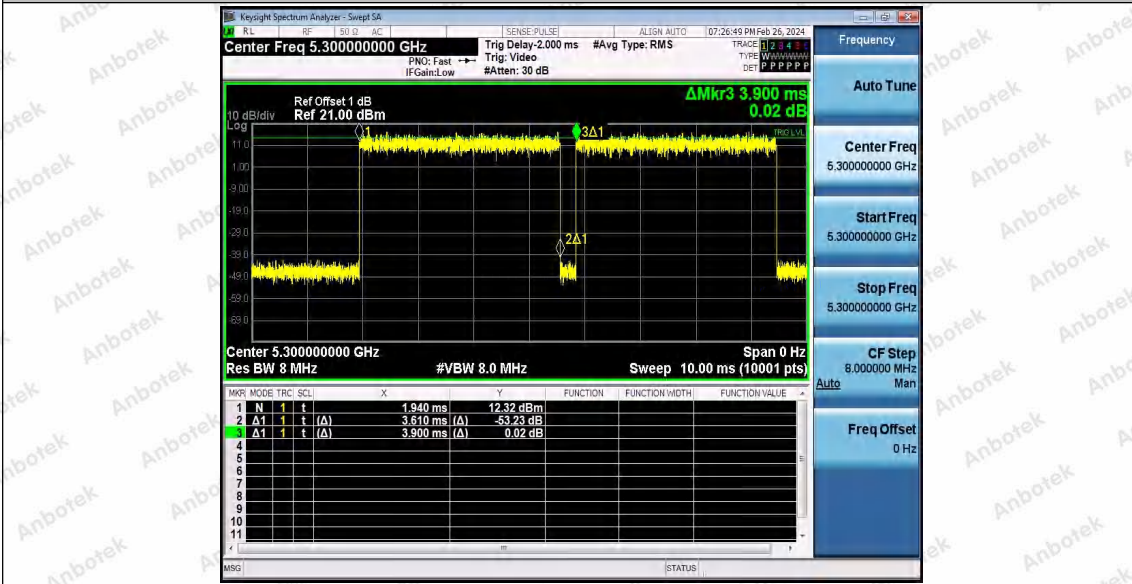 Keysight Spectrum Analyzer - Swept SA
RL RF 50 Ω AC SENSE:PULSE ALIGN AUTO 07:26:49 PM Feb 26, 2024
Center Freq 5.300000000 GHz
PNO: Fast
IFGain:Low
Trig Delay-2.000 ms
Trig: Video
#Atten: 30 dB
#Avg Type: RMS
TRACE 1 2 3 4 5 6
TYPE WWWWWW
DET P P P P P P
ΔMkr3 3.900 ms
0.02 dB
Ref Offset 1 dB
10 dB/div Ref 21.00 dBm
Log
11.0
1.00
-9.00
-19.0
-29.0
-39.0
-49.0
-59.0
-69.0
1
3Δ1
TRIG LVL
2Δ1
Center 5.300000000 GHz Span 0 Hz
Res BW 8 MHz #VBW 8.0 MHz Sweep 10.00 ms (10001 pts)
MKR MODE TRC SCL X Y FUNCTION FUNCTION WIDTH FUNCTION VALUE
1 N 1 t 1.940 ms 12.32 dBm
2 Δ1 1 t (Δ) 3.610 ms (Δ) -53.23 dB
3 Δ1 1 t (Δ) 3.900 ms (Δ) 0.02 dB
4
5
6
7
8
9
10
11
MSG STATUS
Frequency
Auto Tune
Center Freq
5.300000000 GHz
Start Freq
5.300000000 GHz
Stop Freq
5.300000000 GHz
CF Step
8.000000 MHz
Auto Man
Freq Offset
0 Hz
Anbotek